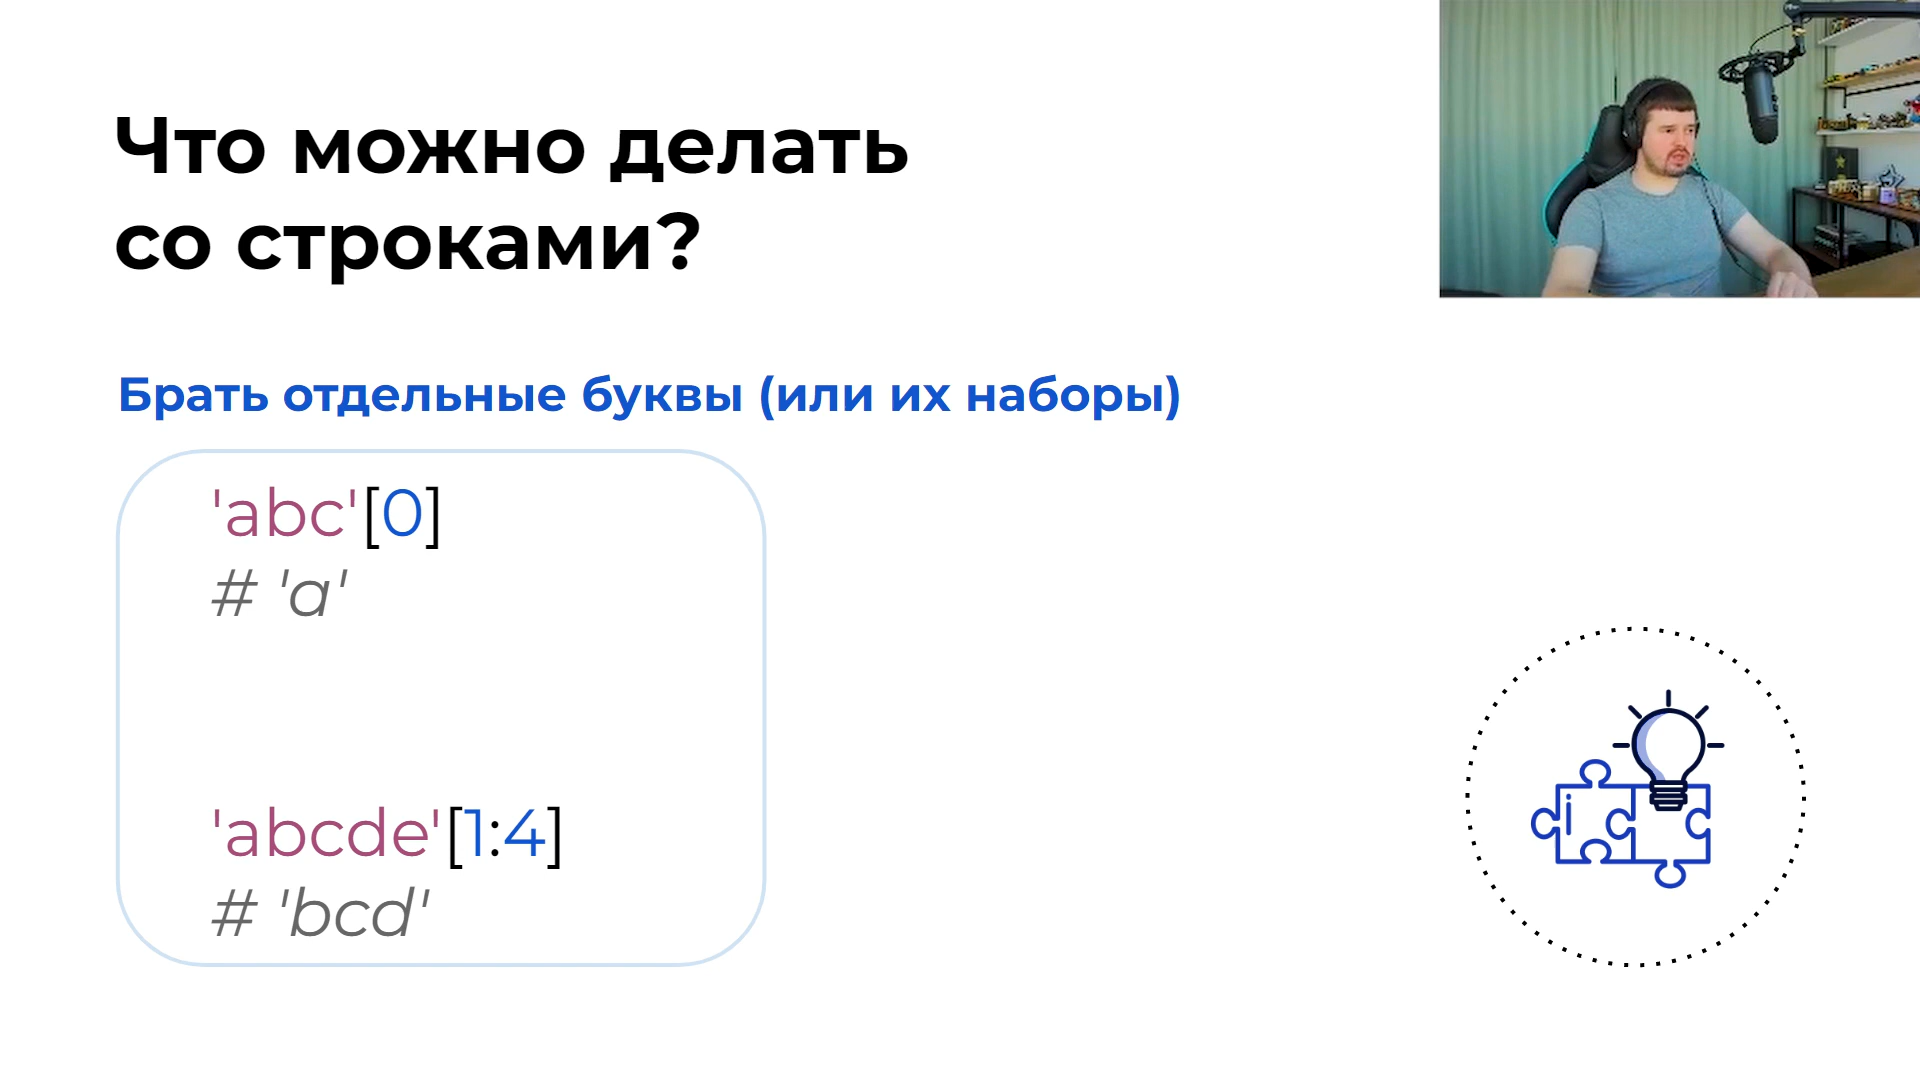 Что можно делать
со строками?
Брать отдельные буквы (или их наборы)
'abc'[0]
# 'a'
'abcde'[1:4]
# 'bcd'